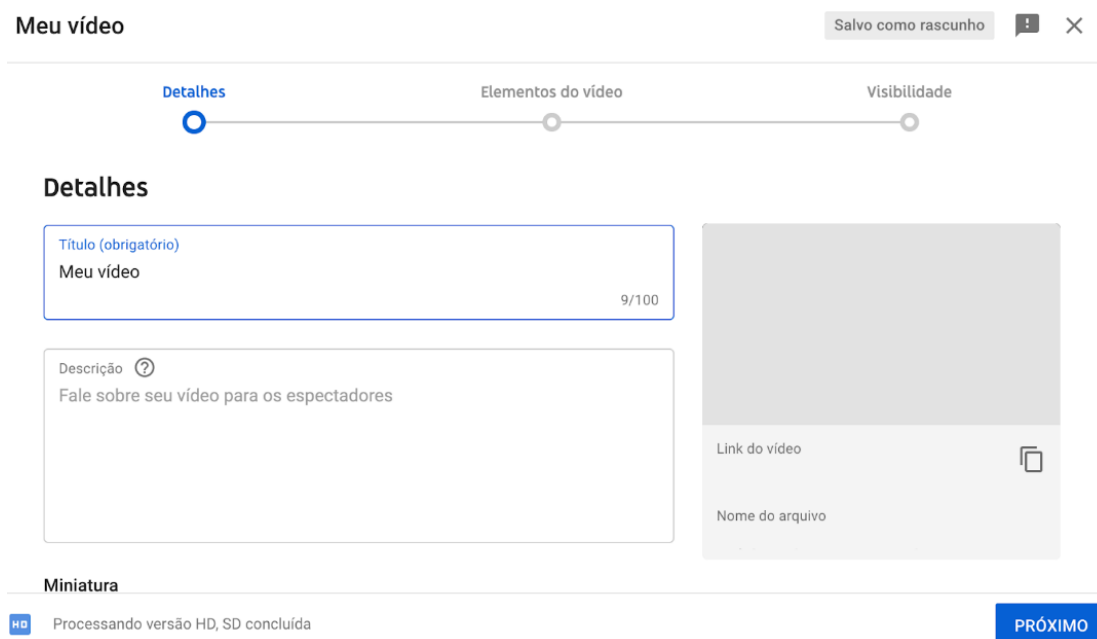 Meu vídeo
Salvo como rascunho
Detalhes
Elementos do vídeo
Visibilidade
Detalhes
Título (obrigatório)
Meu vídeo
9/100
Descrição
Fale sobre seu vídeo para os espectadores
Link do vídeo
Nome do arquivo
Miniatura
HD
Processando versão HD, SD concluída
PRÓXIMO